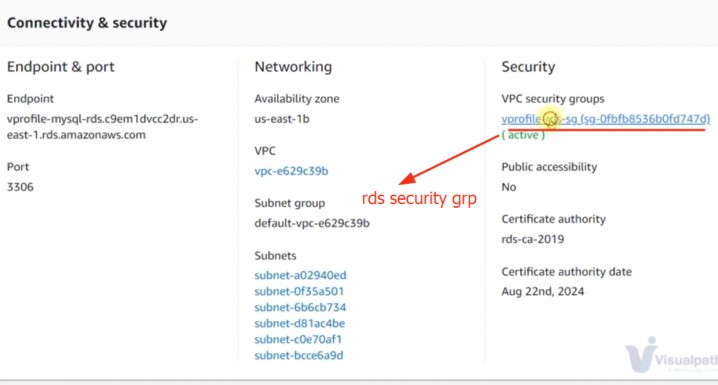 Connectivity & security
Endpoint & port
Endpoint
vprofile-mysql-rds.c9em1dvcc2dr.us-
east-1.rds.amazonaws.com
Port
3306
Networking
Availability zone
us-east-1b
VPC
vpc-e629c39b
Subnet group
default-vpc-e629c39b
Subnets
subnet-a02940ed
subnet-0f35a501
subnet-6b6cb734
subnet-d81ac4be
subnet-c0e70af1
subnet-bcce6a9d
Security
VPC security groups
vprofile-rds-sg (sg-0fbfb8536b0fd747d)
( active )
Public accessibility
No
Certificate authority
rds-ca-2019
Certificate authority date
Aug 22nd, 2024
rds security grp
Visualpath